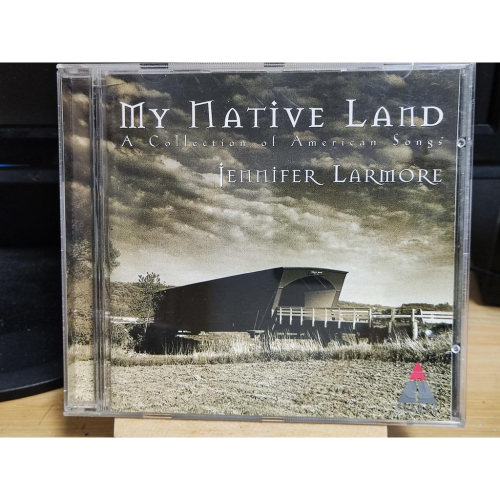 My Native Land
A Collection of American Songs
Jennifer Larmore